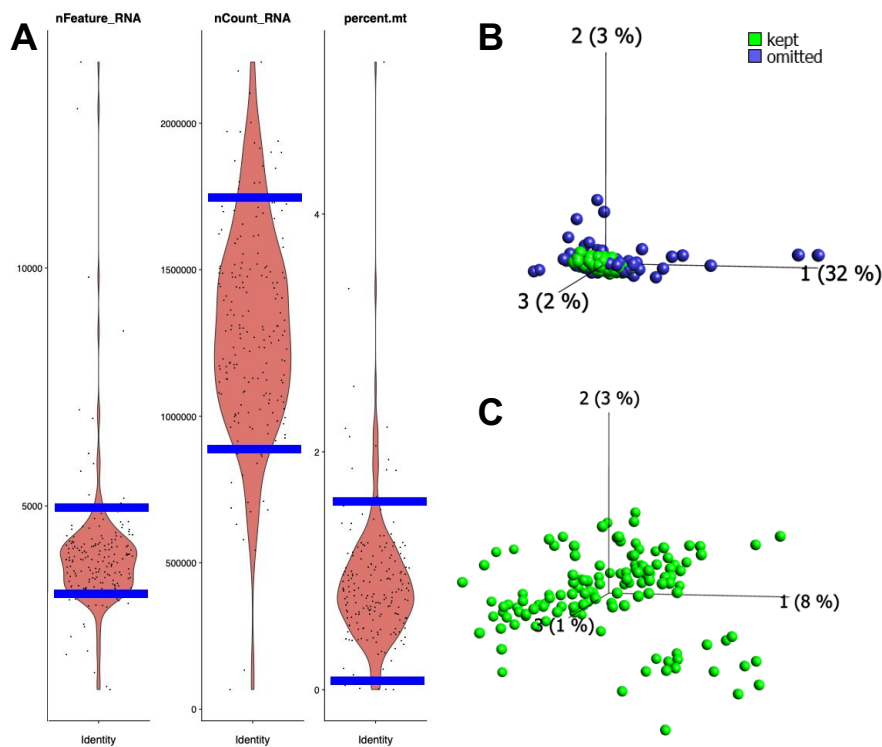 A
nFeature_RNA
10000
5000
Identity
nCount_RNA
2000000
1500000
1000000
500000
0
Identity
percent.mt
4
2
0
Identity
B
2 (3 %)
kept
omitted
1 (32 %)
3 (2 %)
C
2 (3 %)
1 (8 %)
3 (1 %)